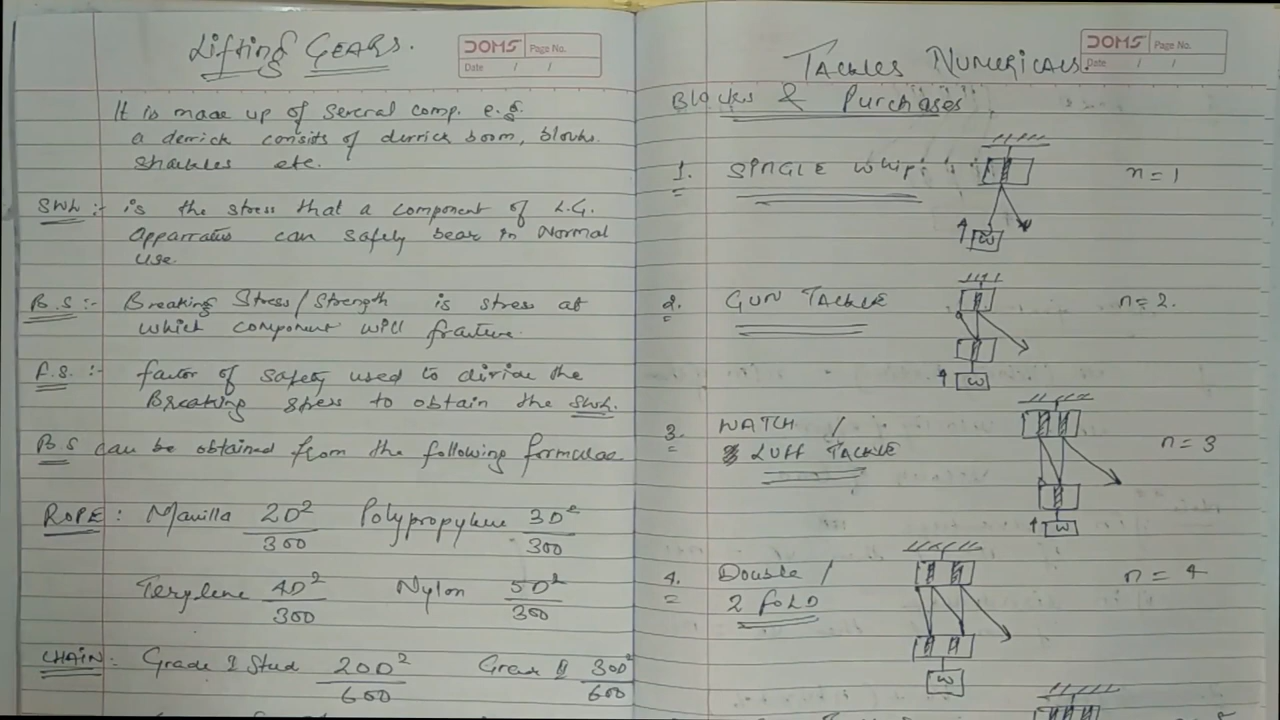 Lifting GEARS.
DOMS Page No.
Date / /
It is made up of several comp. e.g.
a derrick consists of derrick boom, blocks
shackles etc.
SWL :- is the stress that a component of L.G.
apparratus can safely bear in Normal
use.
B.S :- Breaking Stress/Strength is stress at
which component will fracture.
F.S. :- factor of safety used to divide the
Breaking stress to obtain the SWL.
B S can be obtained from the following formulae
ROPE : Manilla 2D²/300 Polypropylene 3D²/300
Terylene 4D²/300 Nylon 5D²/300
CHAIN: Grade 1 Stud 20D²/600 Grade II 30D²/600
TACKLES NUMERICALS.
DOMS Page No.
Date / /
Blocks & Purchases
1. SINGLE whip: n = 1
W
2. GUN TACKLE n = 2.
W
3. WATCH /
LUFF TACKLE n = 3
W
4. Double /
2 FOLD n = 4
W